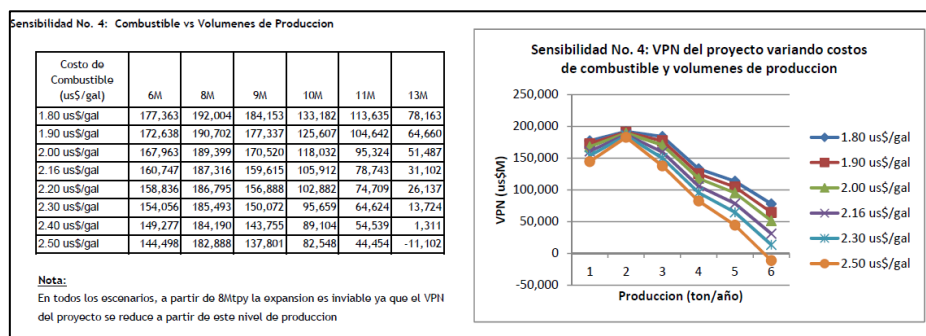 Sensibilidad No. 4: Combustible vs Volumenes de Produccion
Costo de
Combustible
(us$/gal) 6M 8M 9M 10M 11M 13M
1.80 us$/gal 177,363 192,004 184,153 133,182 113,635 78,163
1.90 us$/gal 172,638 190,702 177,337 125,607 104,642 64,660
2.00 us$/gal 167,963 189,399 170,520 118,032 95,324 51,487
2.16 us$/gal 160,747 187,316 159,615 105,912 78,743 31,102
2.20 us$/gal 158,836 186,795 156,888 102,882 74,709 26,137
2.30 us$/gal 154,056 185,493 150,072 95,659 64,624 13,724
2.40 us$/gal 149,277 184,190 143,755 89,104 54,539 1,311
2.50 us$/gal 144,498 182,888 137,801 82,548 44,454 -11,102
Nota:
En todos los escenarios, a partir de 8Mtpy la expansion es inviable ya que el VPN
del proyecto se reduce a partir de este nivel de produccion
Sensibilidad No. 4: VPN del proyecto variando costos
de combustible y volumenes de produccion
VPN (us$M)
250,000
200,000
150,000
100,000
50,000
0
-50,000
1 2 3 4 5 6
Produccion (ton/año)
1.80 us$/gal
1.90 us$/gal
2.00 us$/gal
2.16 us$/gal
2.30 us$/gal
2.50 us$/gal